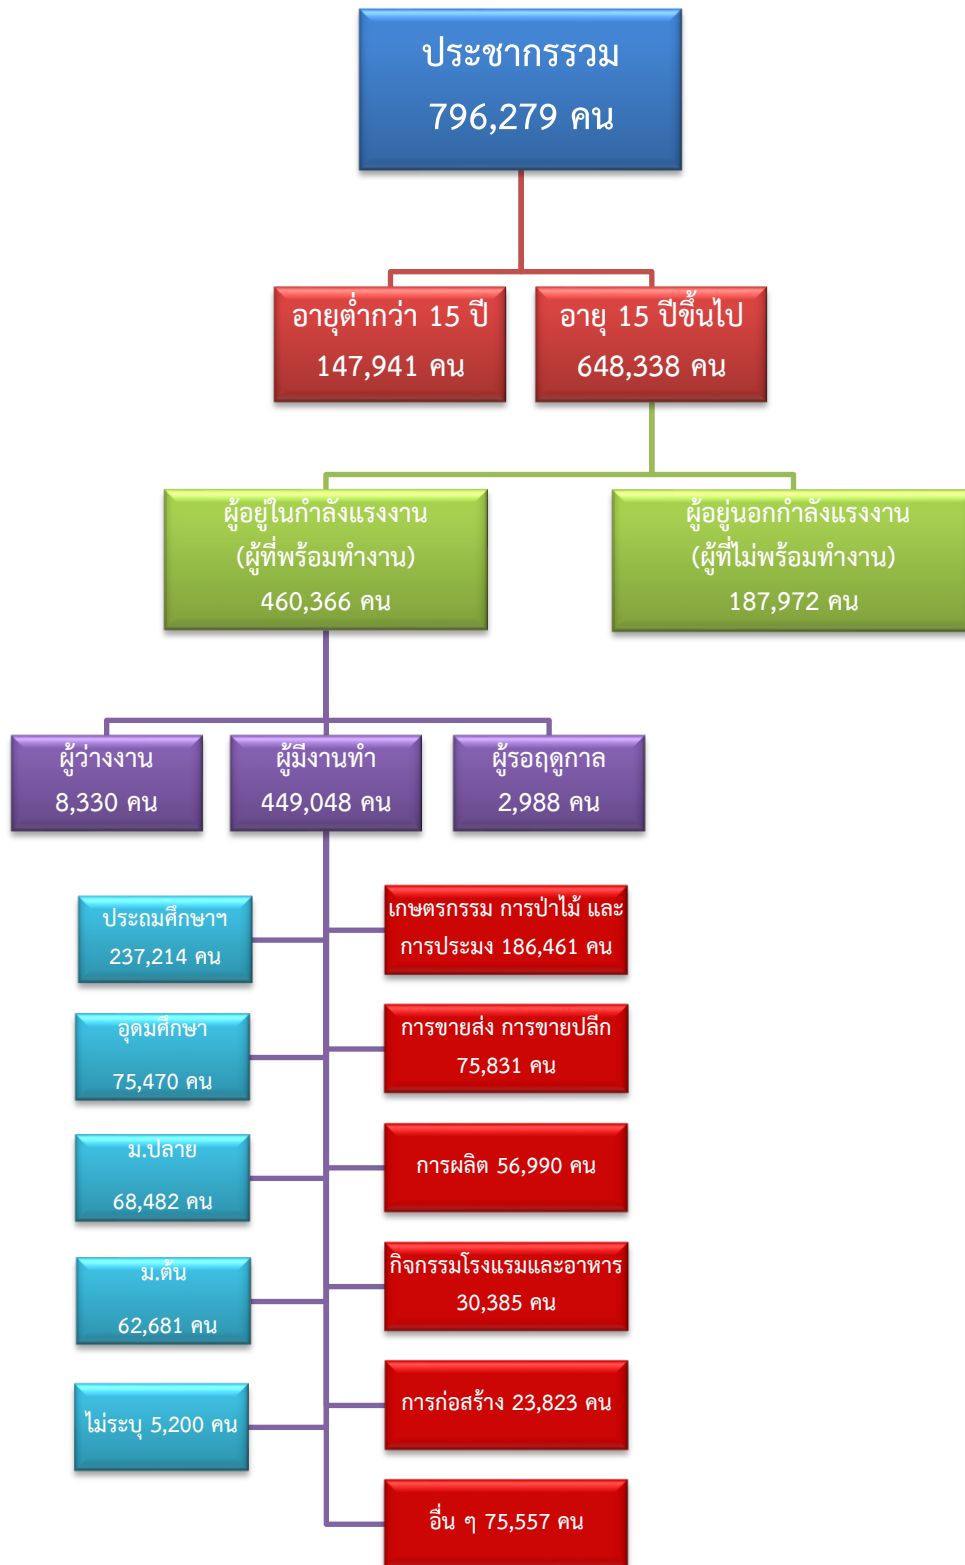 ประชากรรวม
796,279 คน
อายุต่ำกว่า 15 ปี
147,941 คน
อายุ 15 ปีขึ้นไป
648,338 คน
ผู้อยู่ในกำลังแรงงาน
(ผู้ที่พร้อมทำงาน)
460,366 คน
ผู้อยู่นอกกำลังแรงงาน
(ผู้ที่ไม่พร้อมทำงาน)
187,972 คน
ผู้ว่างงาน
8,330 คน
ผู้มีงานทำ
449,048 คน
ผู้รอฤดูกาล
2,988 คน
ประถมศึกษาฯ
237,214 คน
อุดมศึกษา
75,470 คน
ม.ปลาย
68,482 คน
ม.ต้น
62,681 คน
ไม่ระบุ 5,200 คน
เกษตรกรรม การป่าไม้ และ
การประมง 186,461 คน
การขายส่ง การขายปลีก
75,831 คน
การผลิต 56,990 คน
กิจกรรมโรงแรมและอาหาร
30,385 คน
การก่อสร้าง 23,823 คน
อื่น ๆ 75,557 คน